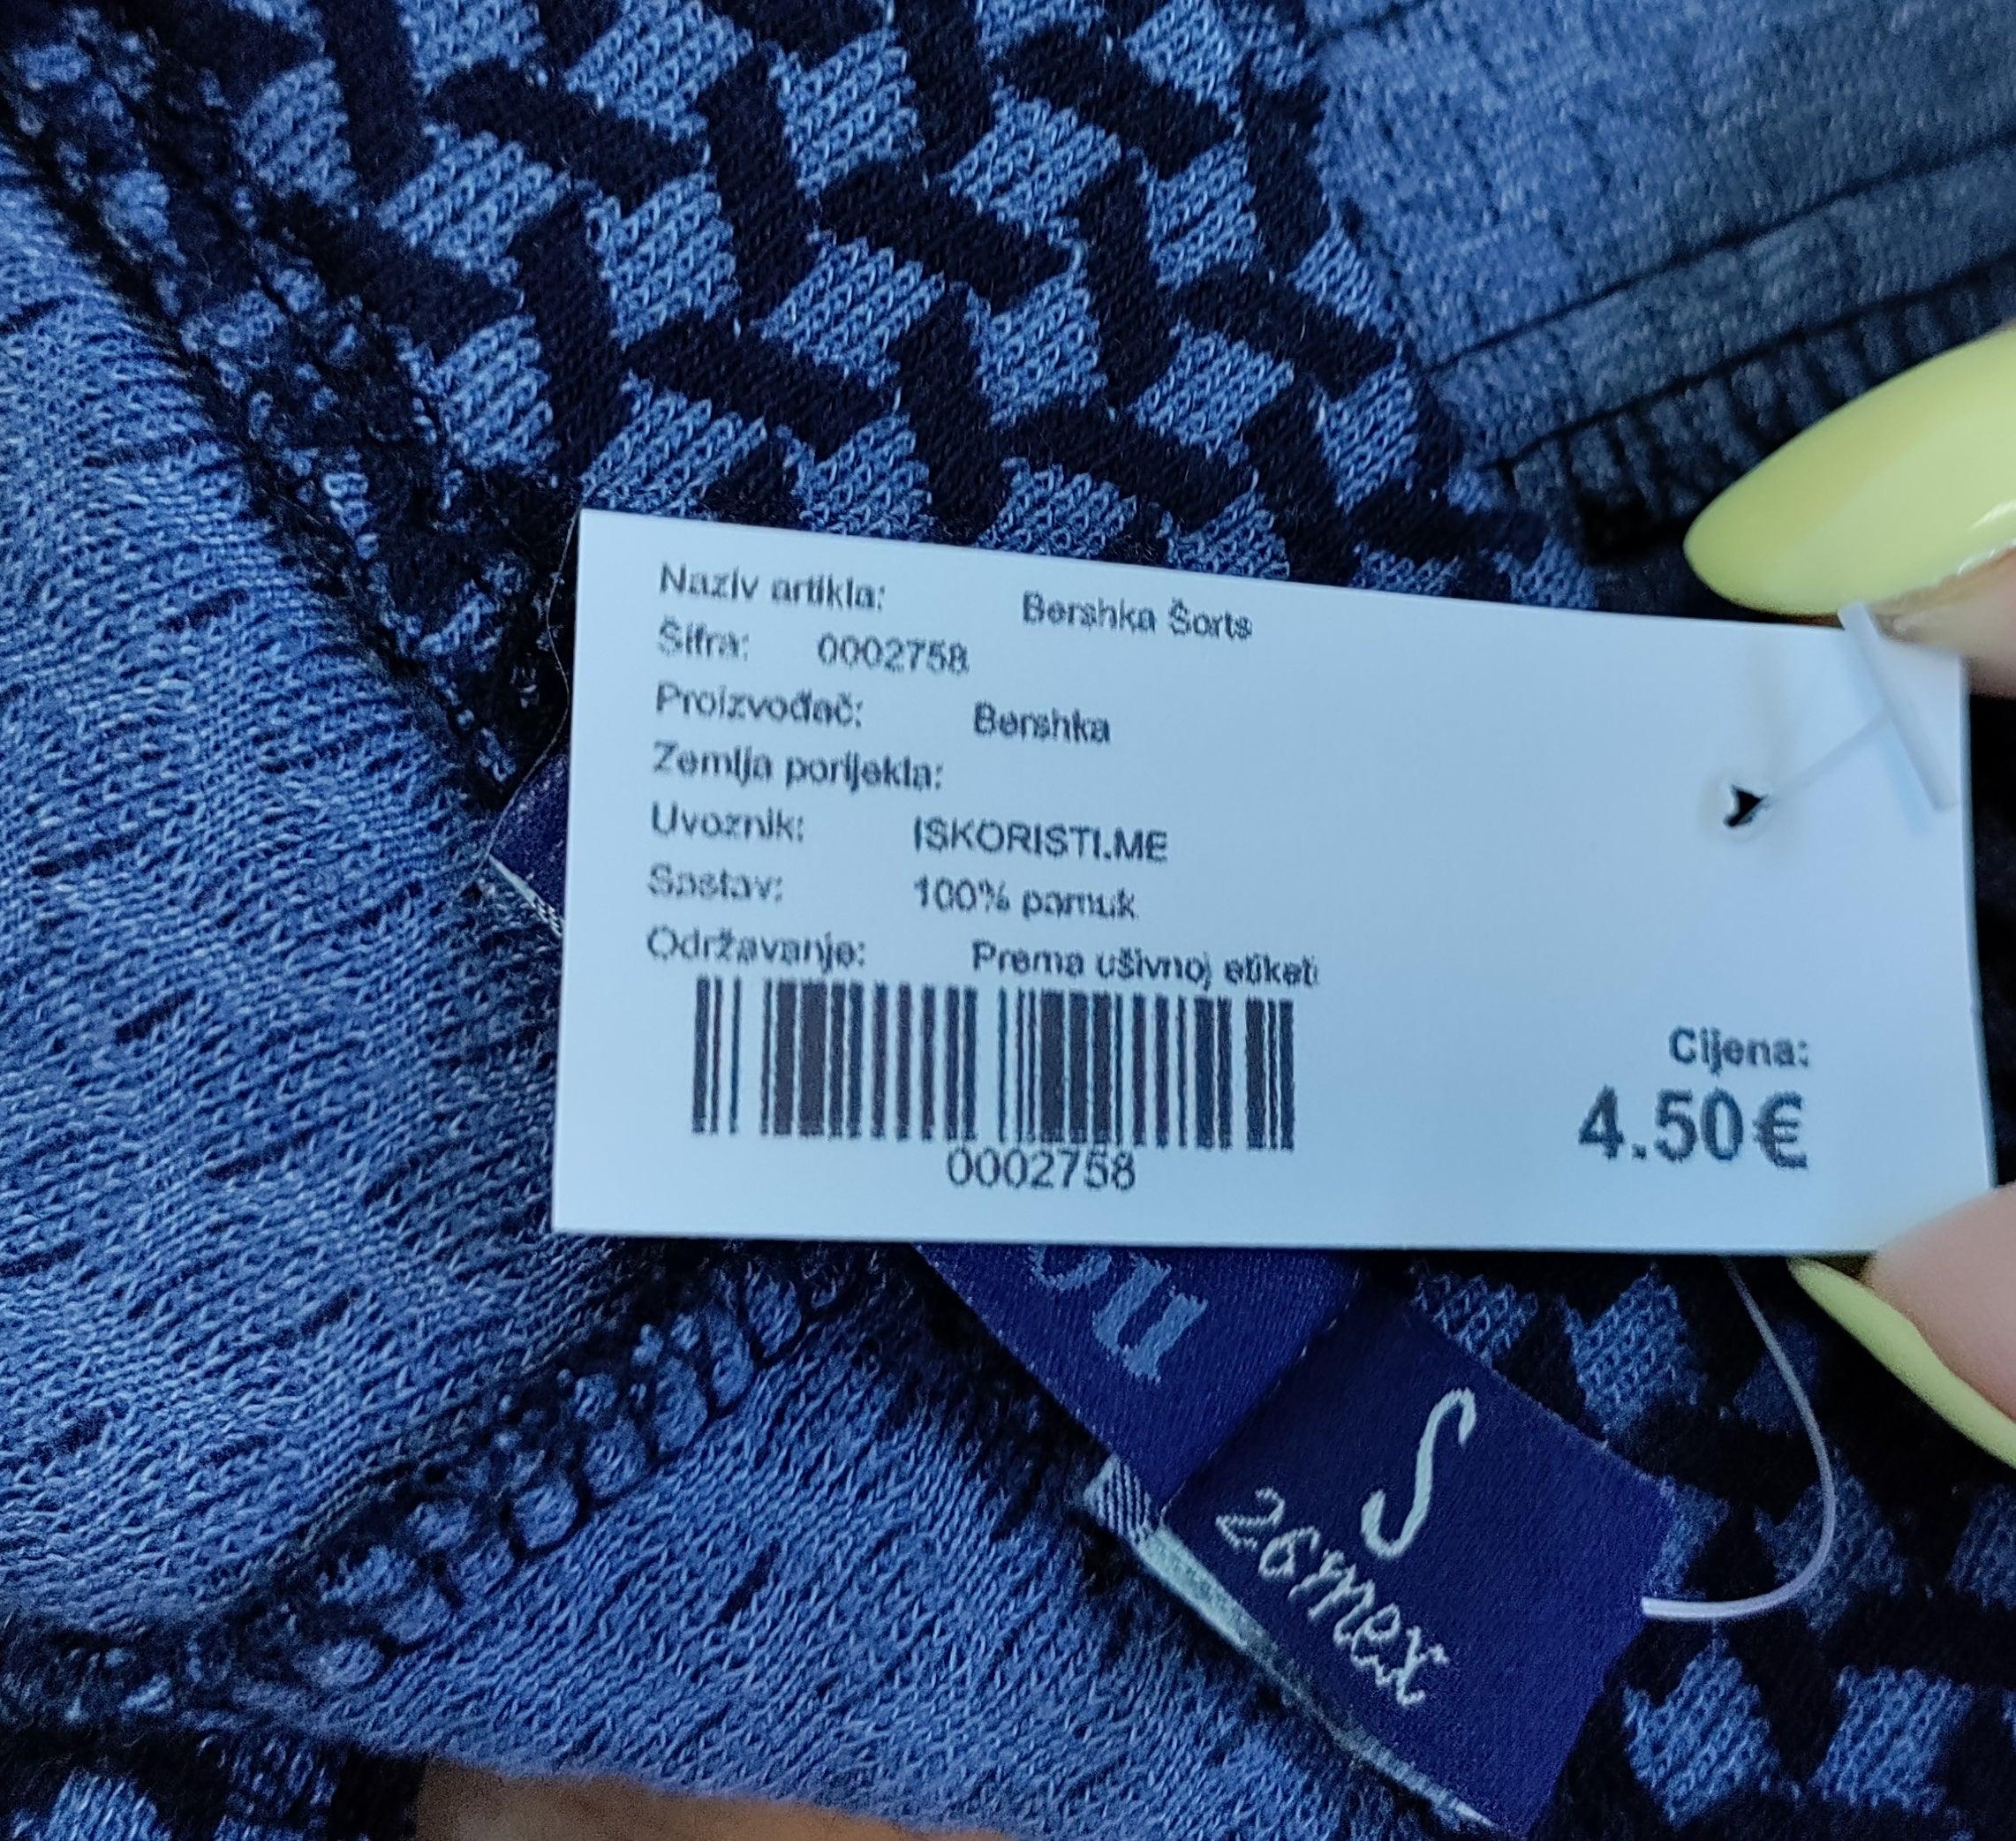 Naziv artikla: Bershka Šorts
Šifra: 0002758
Proizvođač: Bershka
Zemlja porijekla:
Uvoznik: ISKORISTI.ME
Sastav: 100% pamuk
Održavanje: Prema ušivnoj etiketi
0002758
Cijena:
4.50€
S
26mex